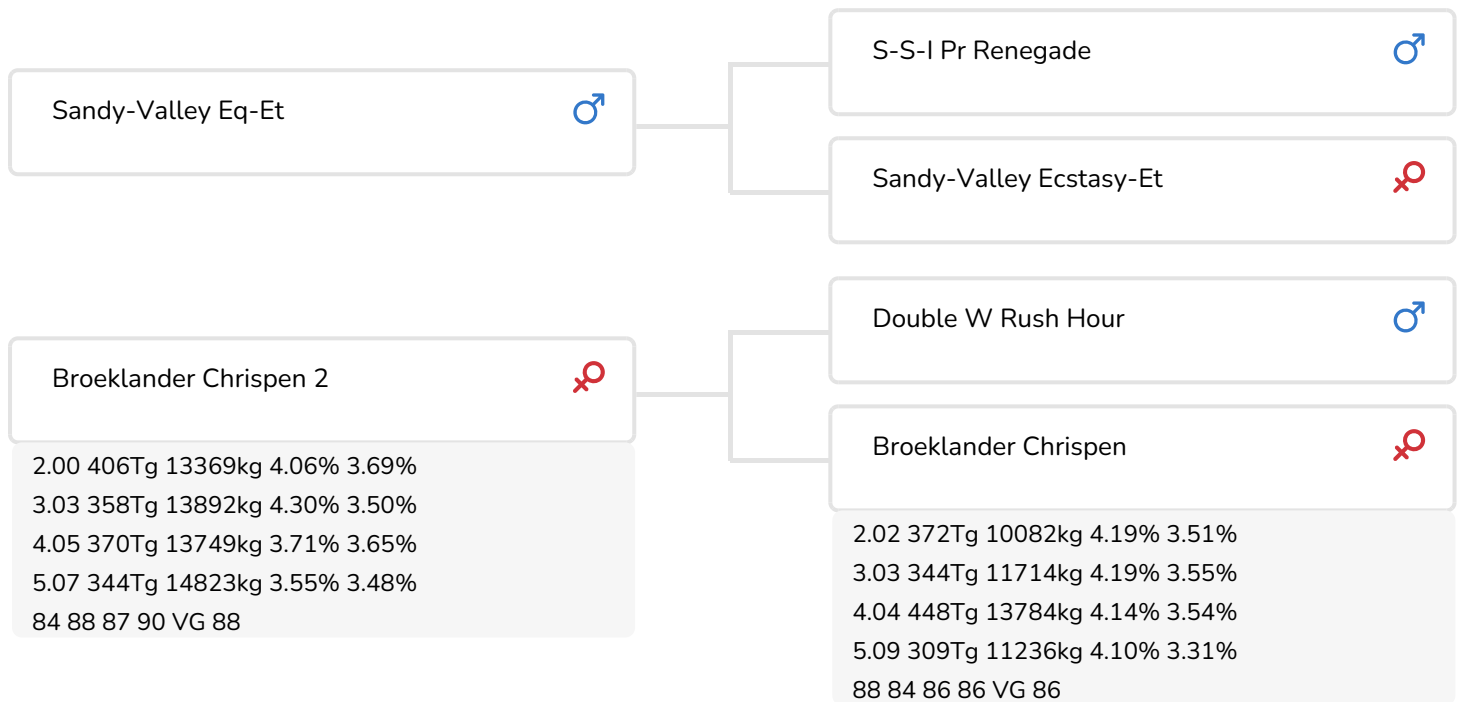 Sandy-Valley Eq-Et
S-S-I Pr Renegade
Sandy-Valley Ecstasy-Et
Broeklander Chrispen 2
2.00 406Tg 13369kg 4.06% 3.69%
3.03 358Tg 13892kg 4.30% 3.50%
4.05 370Tg 13749kg 3.71% 3.65%
5.07 344Tg 14823kg 3.55% 3.48%
84 88 87 90 VG 88
Double W Rush Hour
Broeklander Chrispen
2.02 372Tg 10082kg 4.19% 3.51%
3.03 344Tg 11714kg 4.19% 3.55%
4.04 448Tg 13784kg 4.14% 3.54%
5.09 309Tg 11236kg 4.10% 3.31%
88 84 86 86 VG 86